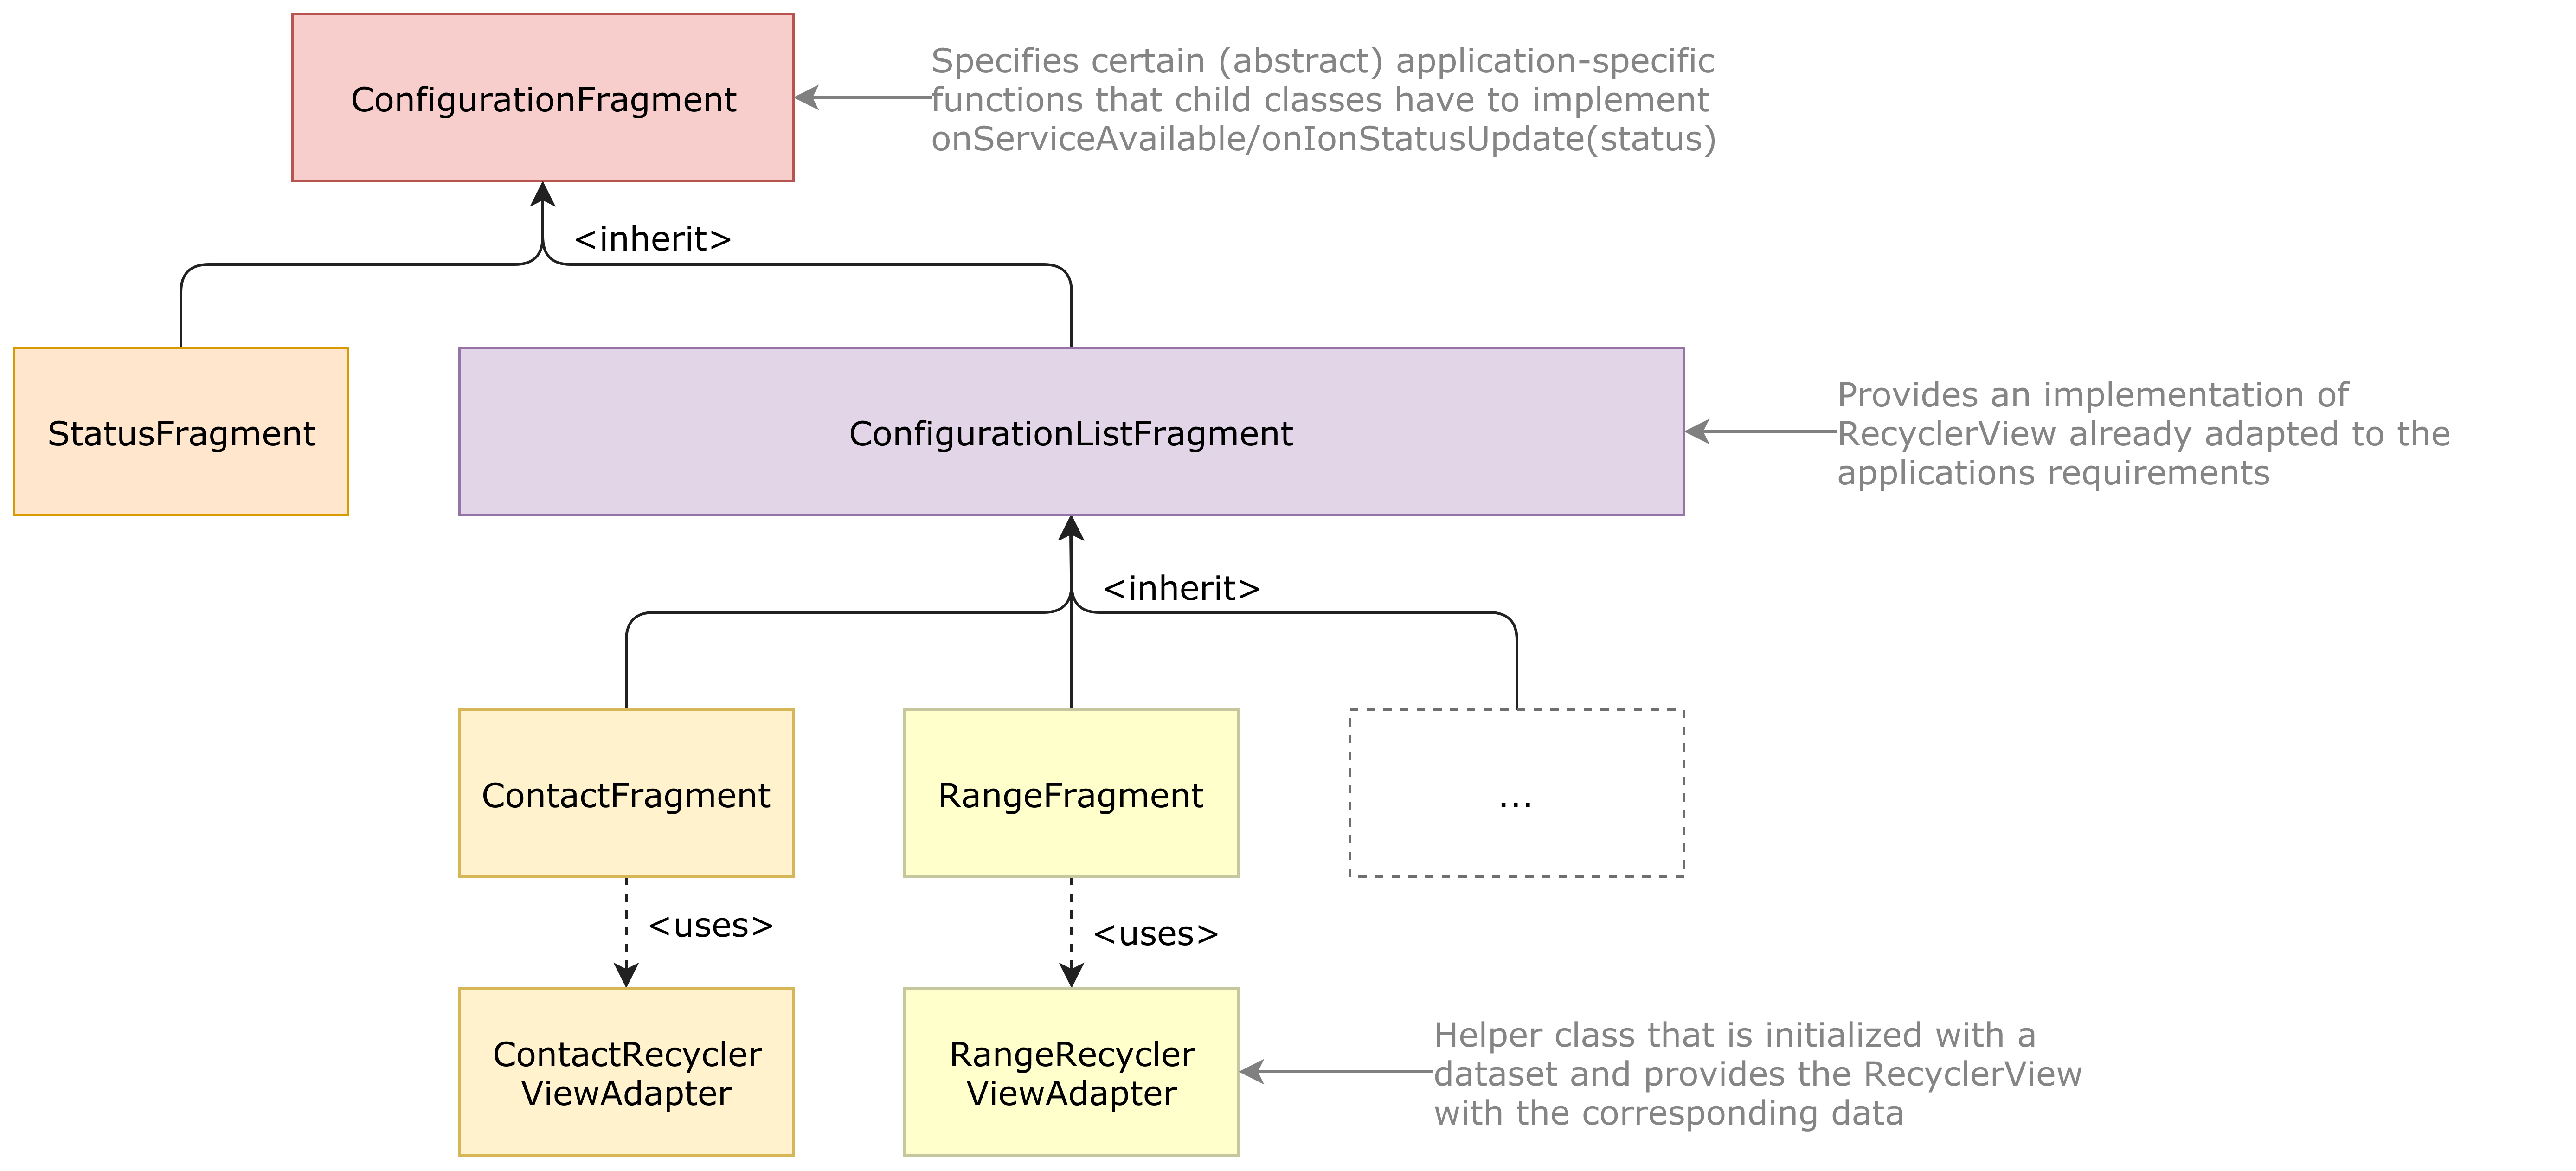 ConfigurationFragment
Specifies certain (abstract) application-specific
functions that child classes have to implement
onServiceAvailable/onIonStatusUpdate(status)
<inherit>
StatusFragment
ConfigurationListFragment
Provides an implementation of
RecyclerView already adapted to the
applications requirements
<inherit>
ContactFragment
RangeFragment
...
<uses>
<uses>
ContactRecycler
ViewAdapter
RangeRecycler
ViewAdapter
Helper class that is initialized with a
dataset and provides the RecyclerView
with the corresponding data